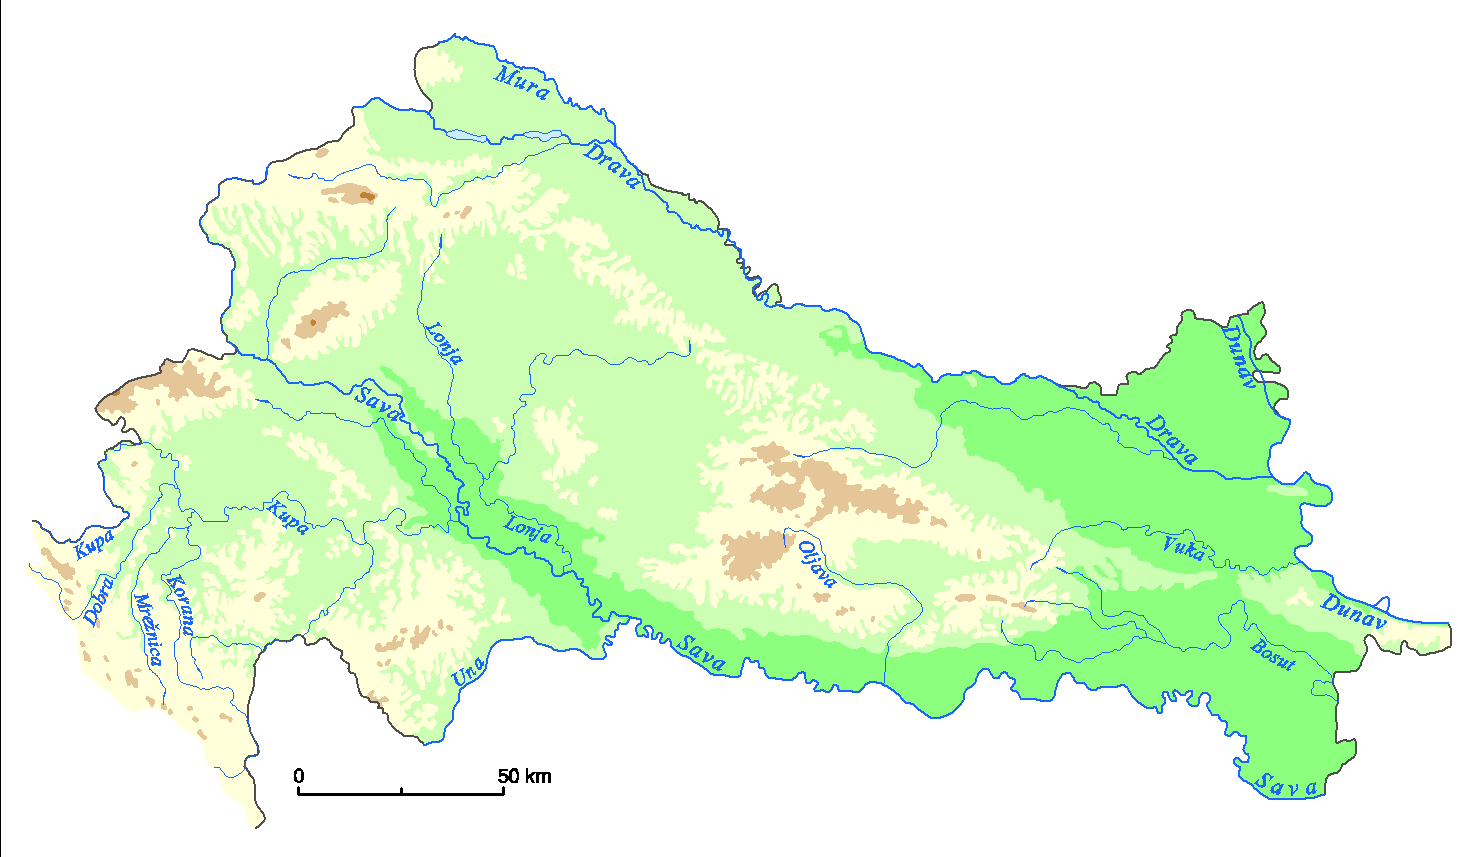 Mura
Drava
Dunav
Lonja
Sava
Drava
Kupa
Lonja
Kupa
Vuka
Oljava
Dobra
Mrežnica
Korana
Dunav
Sava
Una
Bosut
0 50 km
Sava